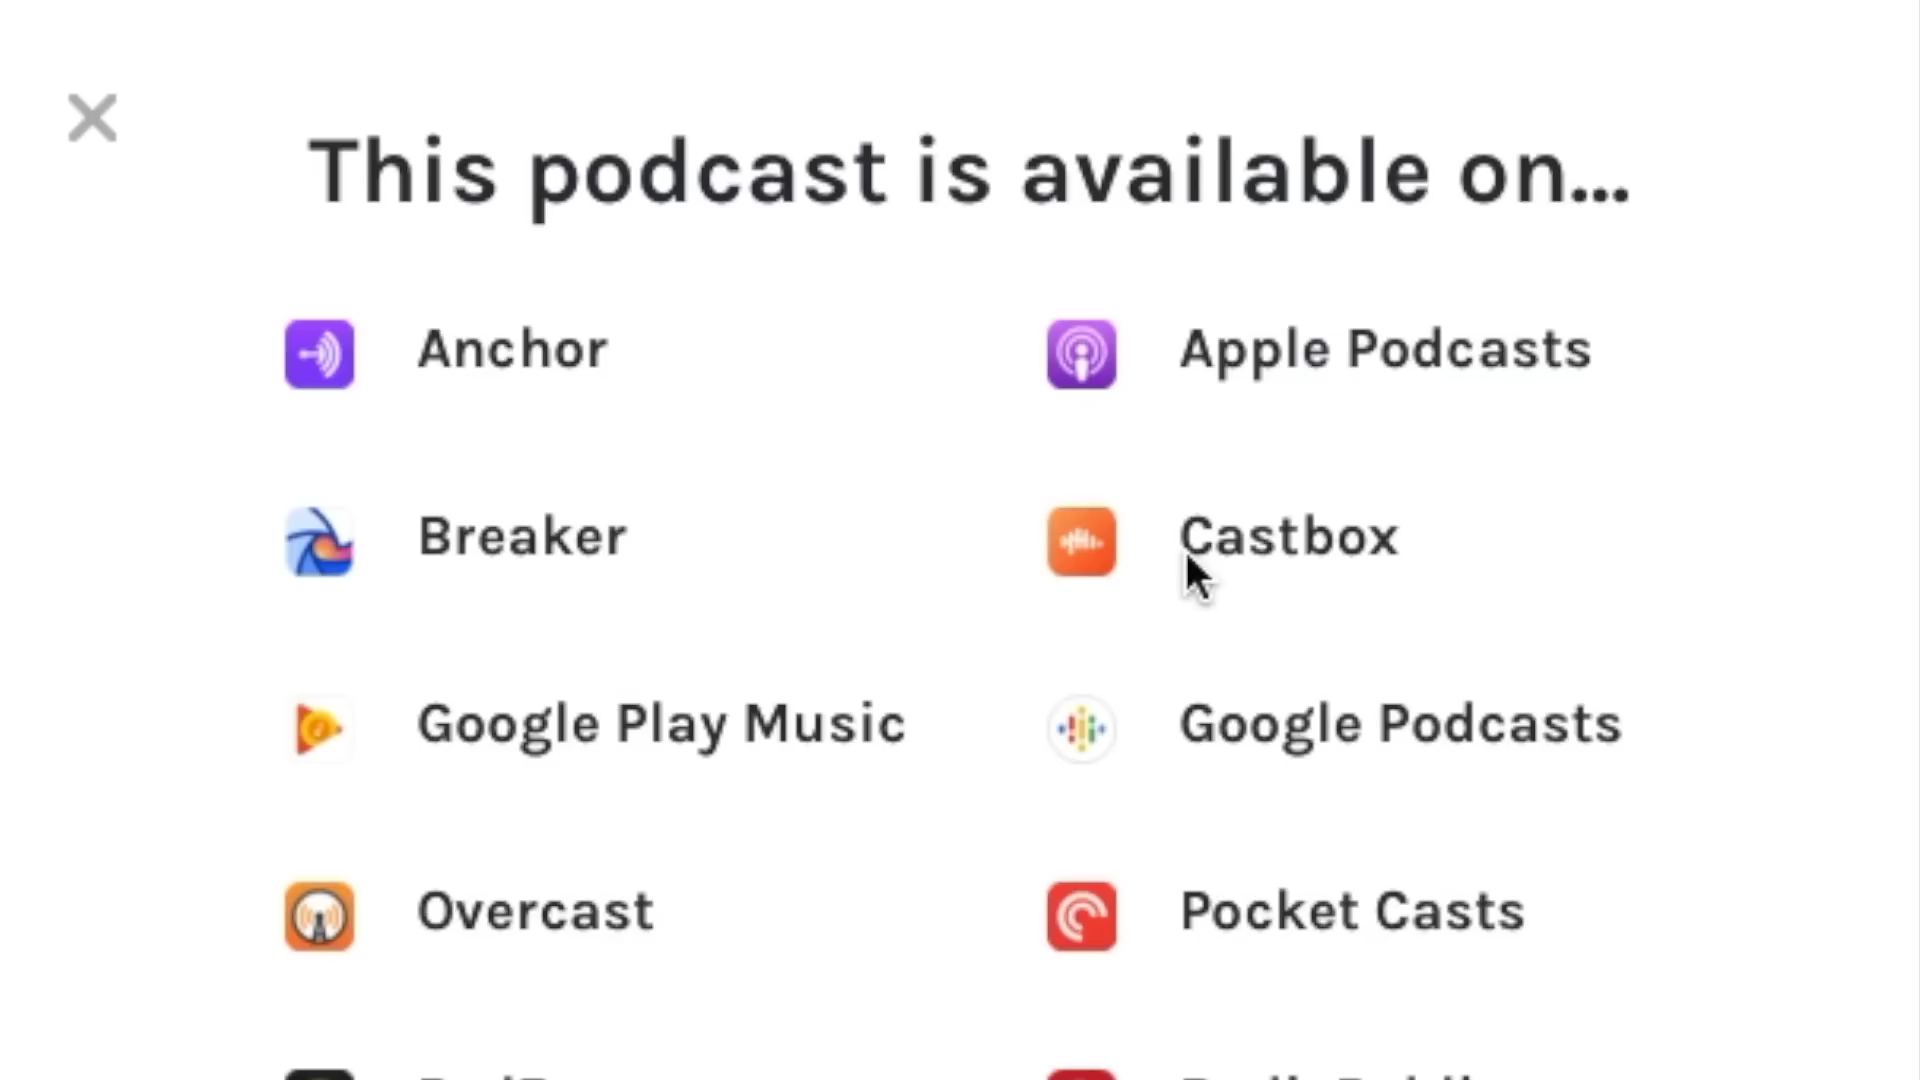 This podcast is available on...
Anchor
Apple Podcasts
Breaker
Castbox
Google Play Music
Google Podcasts
Overcast
Pocket Casts